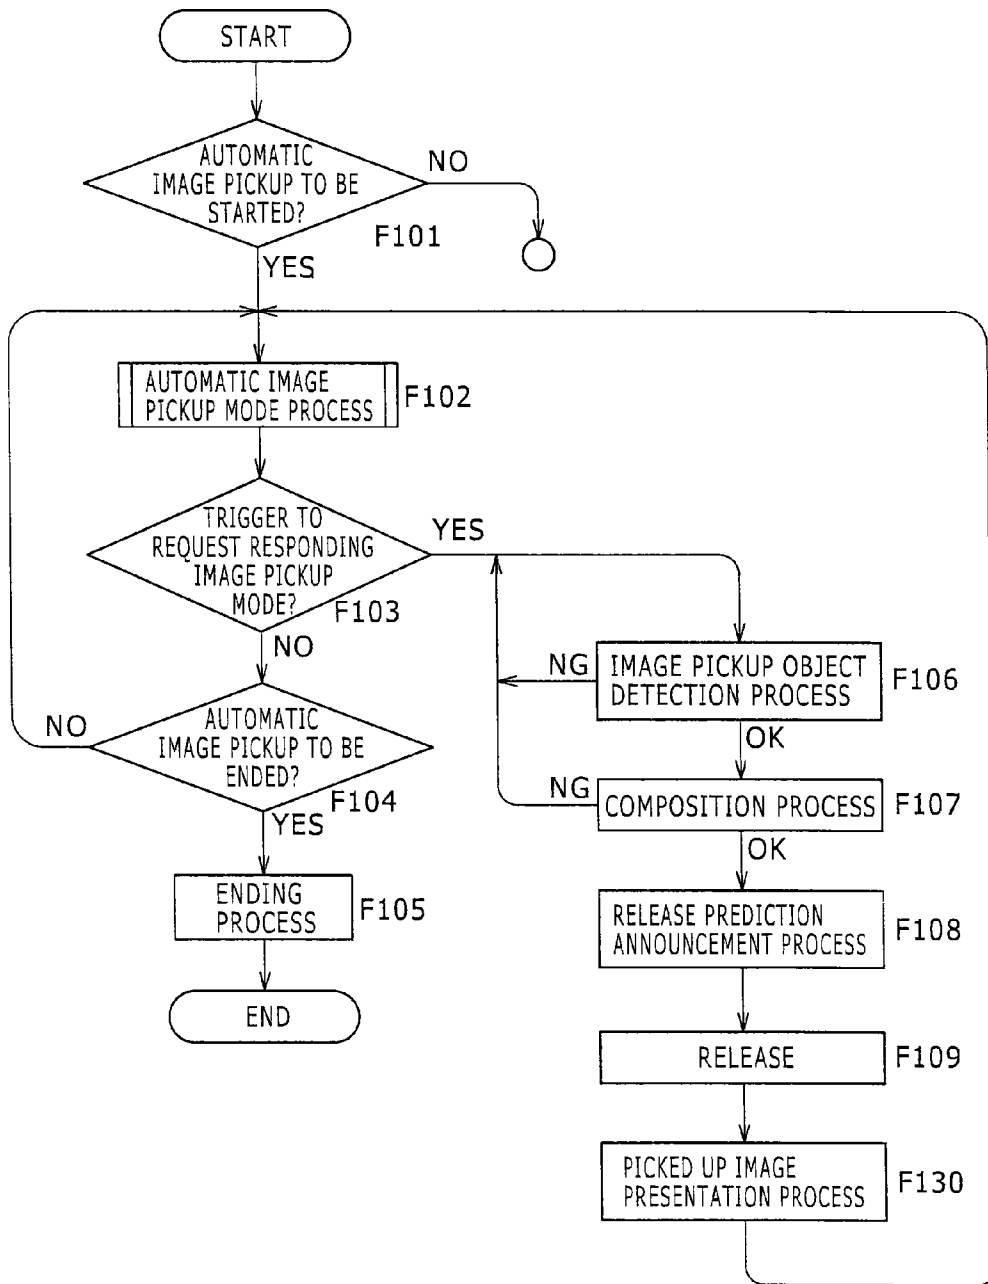 START
AUTOMATIC
IMAGE PICKUP TO BE
STARTED?
NO
F101
YES
AUTOMATIC IMAGE
PICKUP MODE PROCESS
F102
TRIGGER TO
REQUEST RESPONDING
IMAGE PICKUP
MODE?
YES
F103
NO
AUTOMATIC
IMAGE PICKUP TO BE
ENDED?
NO
F104
YES
ENDING
PROCESS
F105
END
NG
IMAGE PICKUP OBJECT
DETECTION PROCESS
F106
OK
NG
COMPOSITION PROCESS
F107
OK
RELEASE PREDICTION
ANNOUNCEMENT PROCESS
F108
RELEASE
F109
PICKED UP IMAGE
PRESENTATION PROCESS
F130